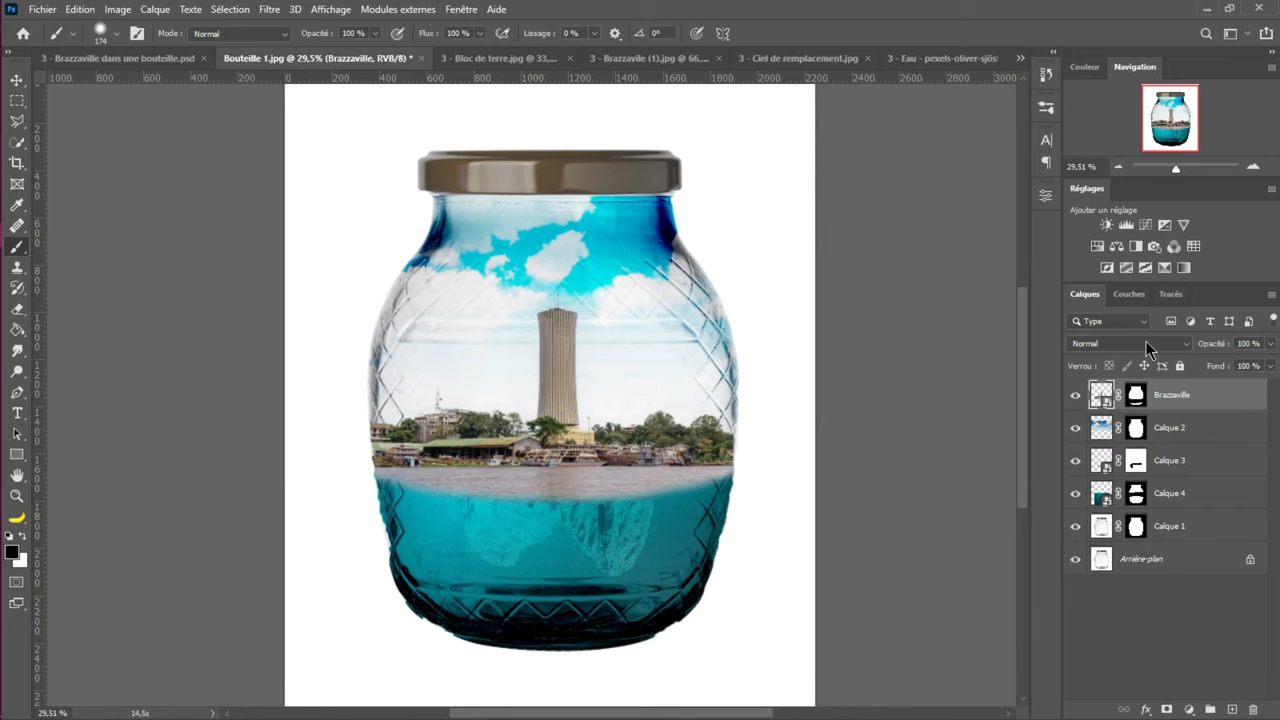 Ps Fichier Edition Image Calque Texte Sélection Filtre 3D Affichage Modules externes Fenêtre Aide
174 Mode : Normal Opacité : 100 % Flux : 100 % Lissage : 0 % 0°
3 - Brazzaville dans une bouteille.psd × Bouteille 1.jpg @ 29,5% (Brazzaville, RVB/8) * × 3 - Bloc de terre.jpg @ 33,... × 3 - Brazzavile (1).jpg @ 66,... × 3 - Ciel de remplacement.jpg × 3 - Eau - pexels-oliver-sjös
1000 800 600 400 200 0 200 400 600 800 1000 1200 1400 1600 1800 2000 2200 2400 2600 2800 3000
Couleur Navigation
29,51 %
Réglages
Ajouter un réglage
Calques Couches Tracés
Type
Normal Opacité : 100 %
Verrou : Fond : 100 %
Brazzaville
Calque 2
Calque 3
Calque 4
Calque 1
Arrière-plan
29,51 % 14,5s
fx